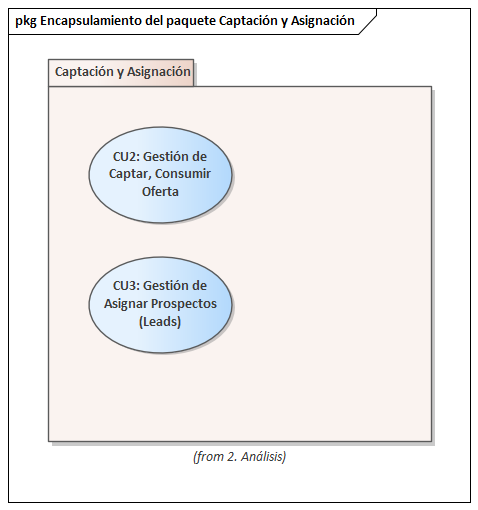 pkg Encapsulamiento del paquete Captación y Asignación
Captación y Asignación
CU2: Gestión de
Captar, Consumir
Oferta
CU3: Gestión de
Asignar Prospectos
(Leads)
(from 2. Análisis)